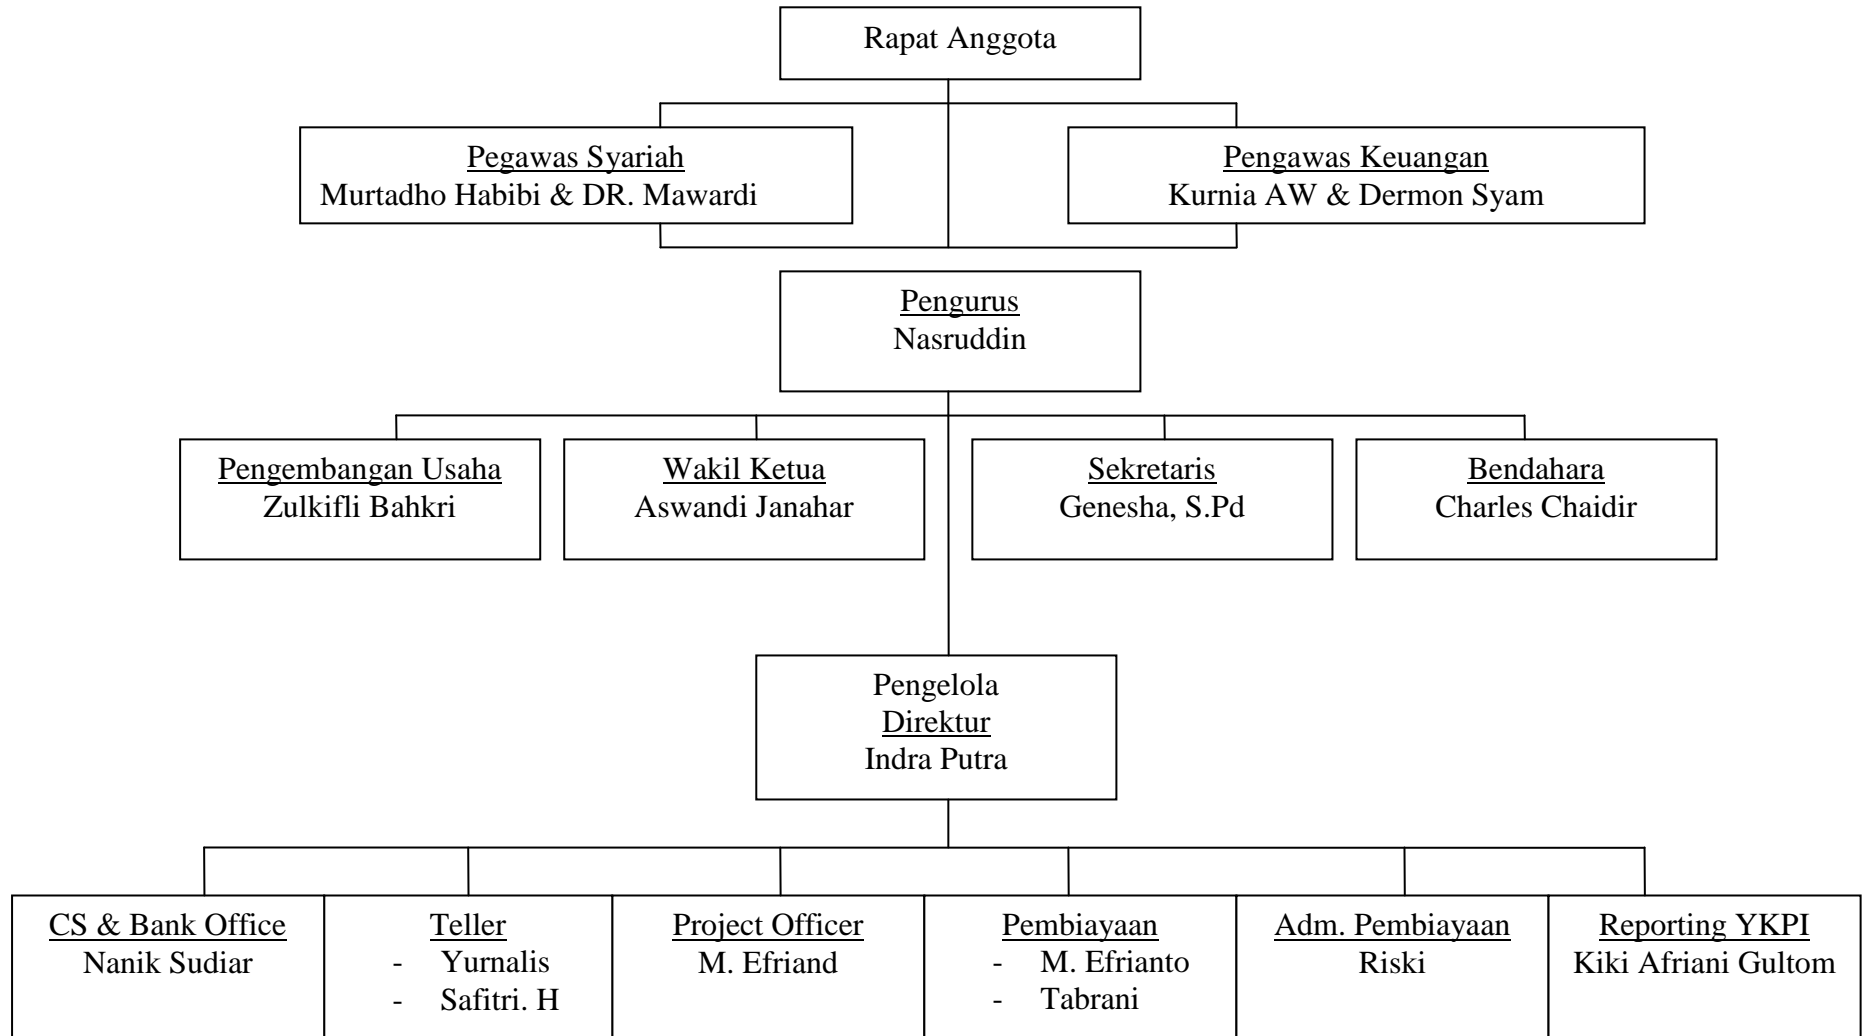 Rapat Anggota
Pegawas Syariah
Murtadho Habibi & DR. Mawardi
Pengawas Keuangan
Kurnia AW & Dermon Syam
Pengurus
Nasruddin
Pengembangan Usaha
Zulkifli Bahkri
Wakil Ketua
Aswandi Janahar
Sekretaris
Genesha, S.Pd
Bendahara
Charles Chaidir
Pengelola
Direktur
Indra Putra
CS & Bank Office
Nanik Sudiar
Teller
- Yurnalis
- Safitri. H
Project Officer
M. Efriand
Pembiayaan
- M. Efrianto
- Tabrani
Adm. Pembiayaan
Riski
Reporting YKPI
Kiki Afriani Gultom